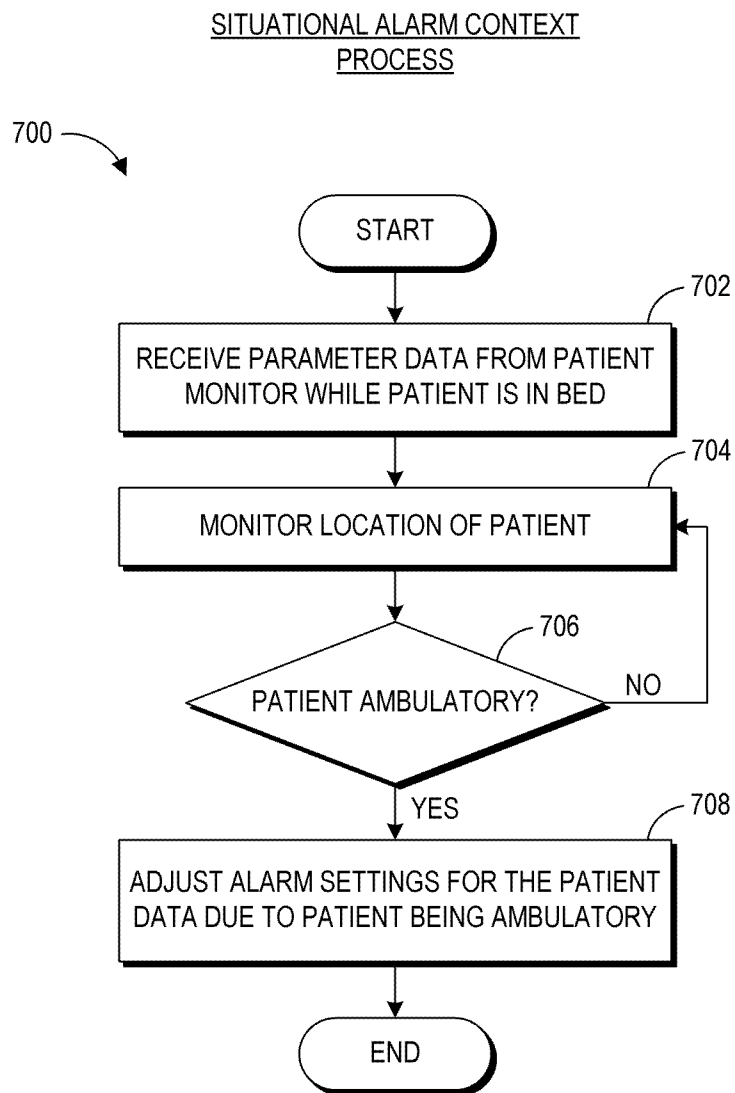 SITUATIONAL ALARM CONTEXT
PROCESS
700
START
702
RECEIVE PARAMETER DATA FROM PATIENT
MONITOR WHILE PATIENT IS IN BED
704
MONITOR LOCATION OF PATIENT
706
PATIENT AMBULATORY?
NO
YES
708
ADJUST ALARM SETTINGS FOR THE PATIENT
DATA DUE TO PATIENT BEING AMBULATORY
END